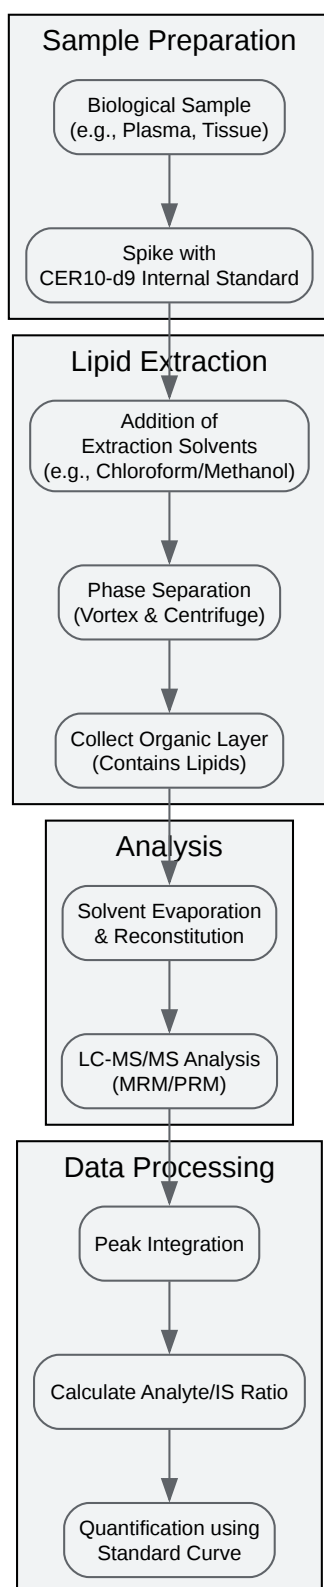 Sample Preparation
Biological Sample
(e.g., Plasma, Tissue)
Spike with
CER10-d9 Internal Standard
Lipid Extraction
Addition of
Extraction Solvents
(e.g., Chloroform/Methanol)
Phase Separation
(Vortex & Centrifuge)
Collect Organic Layer
(Contains Lipids)
Analysis
Solvent Evaporation
& Reconstitution
LC-MS/MS Analysis
(MRM/PRM)
Data Processing
Peak Integration
Calculate Analyte/IS Ratio
Quantification using
Standard Curve